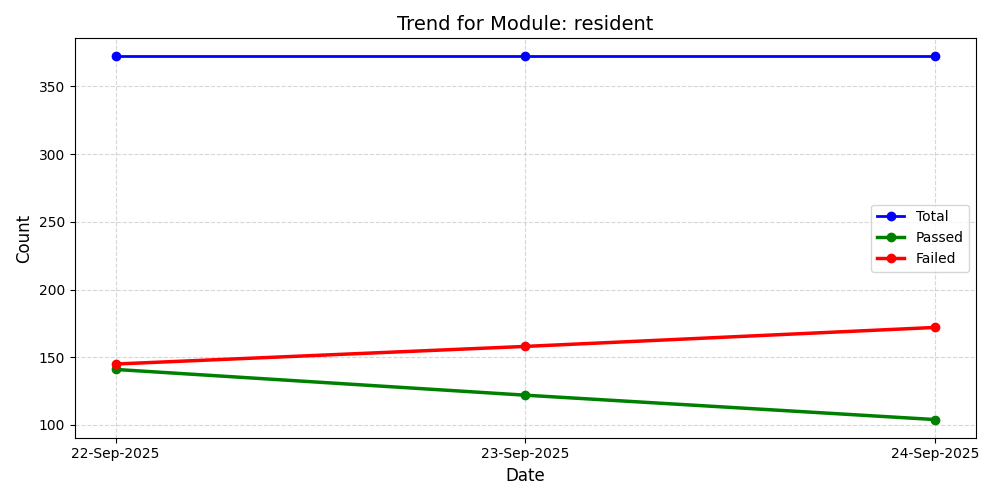 Trend for Module: resident
Count
350
300
250
200
150
100
Total
Passed
Failed
22-Sep-2025 23-Sep-2025 24-Sep-2025
Date